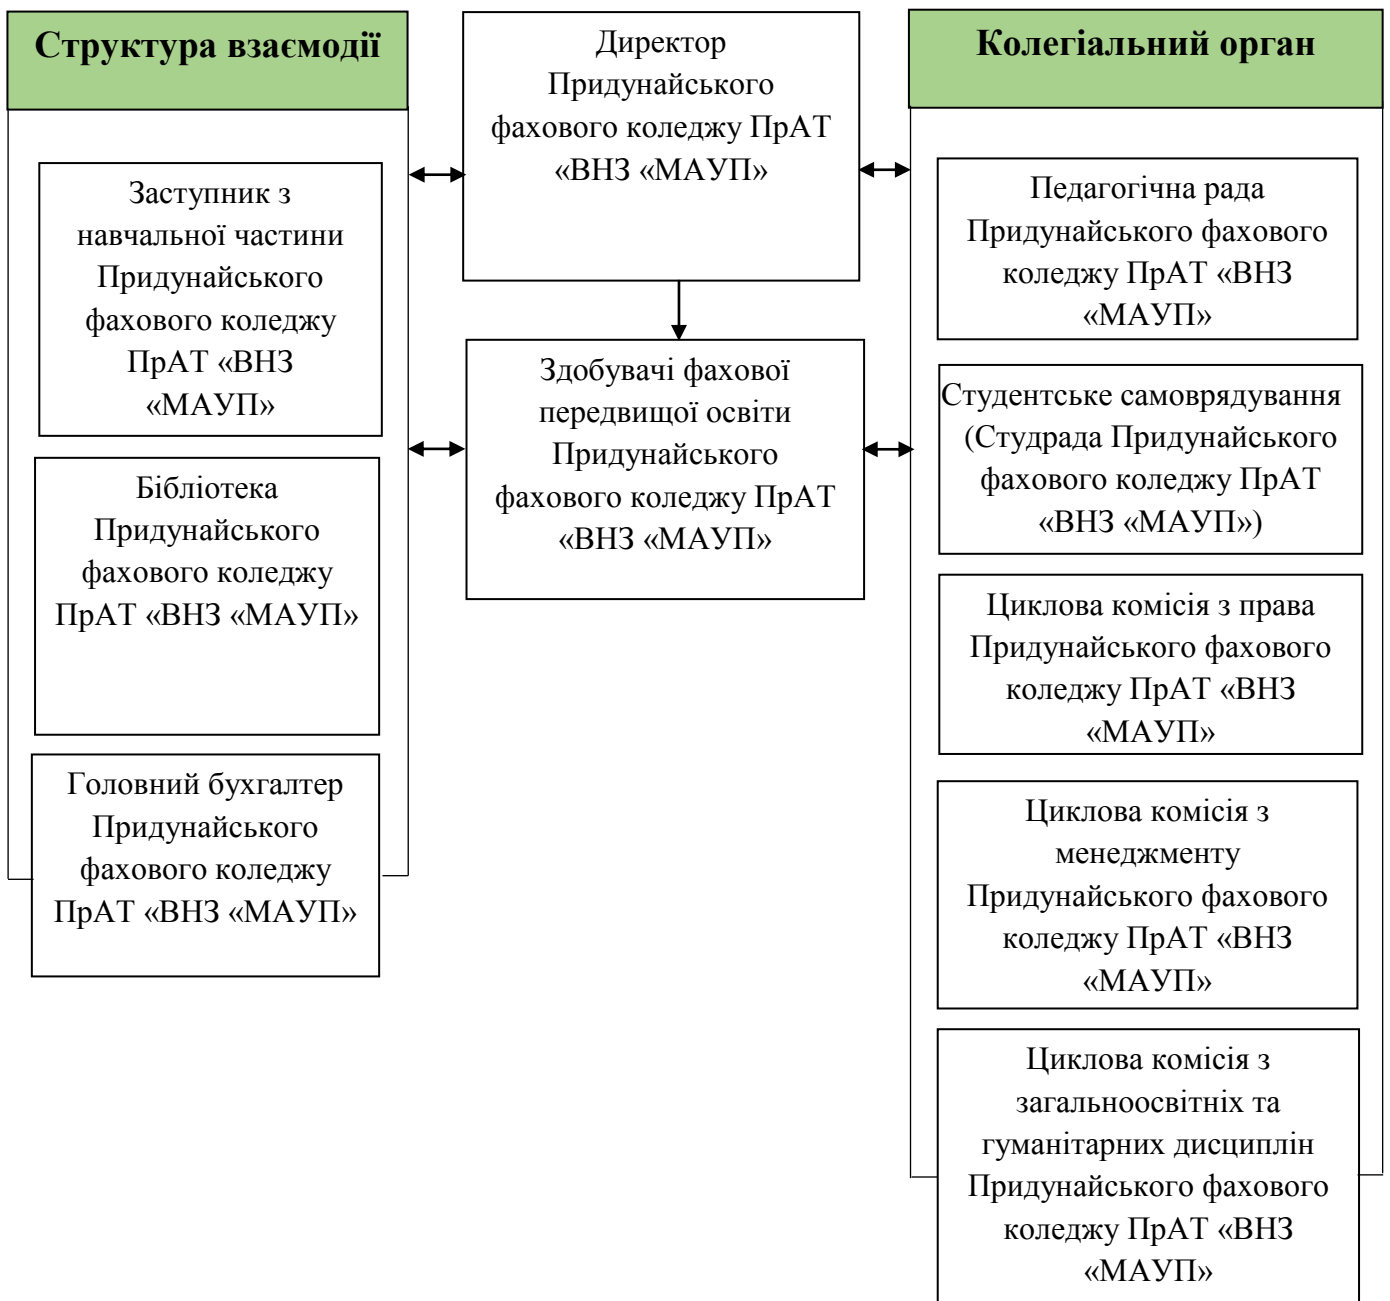 Структура взаємодії
Заступник з
навчальної частини
Придунайського
фахового коледжу
ПрАТ «ВНЗ
«МАУП»
Бібліотека
Придунайського
фахового коледжу
ПрАТ «ВНЗ «МАУП»
Головний бухгалтер
Придунайського
фахового коледжу
ПрАТ «ВНЗ «МАУП»
Директор
Придунайського
фахового коледжу ПрАТ
«ВНЗ «МАУП»
Здобувачі фахової
передвищої освіти
Придунайського
фахового коледжу ПрАТ
«ВНЗ «МАУП»
Колегіальний орган
Педагогічна рада
Придунайського фахового
коледжу ПрАТ «ВНЗ
«МАУП»
Студентське самоврядування
(Студрада Придунайського
фахового коледжу ПрАТ
«ВНЗ «МАУП»)
Циклова комісія з права
Придунайського фахового
коледжу ПрАТ «ВНЗ
«МАУП»
Циклова комісія з
менеджменту
Придунайського фахового
коледжу ПрАТ «ВНЗ
«МАУП»
Циклова комісія з
загальноосвітніх та
гуманітарних дисциплін
Придунайського фахового
коледжу ПрАТ «ВНЗ
«МАУП»